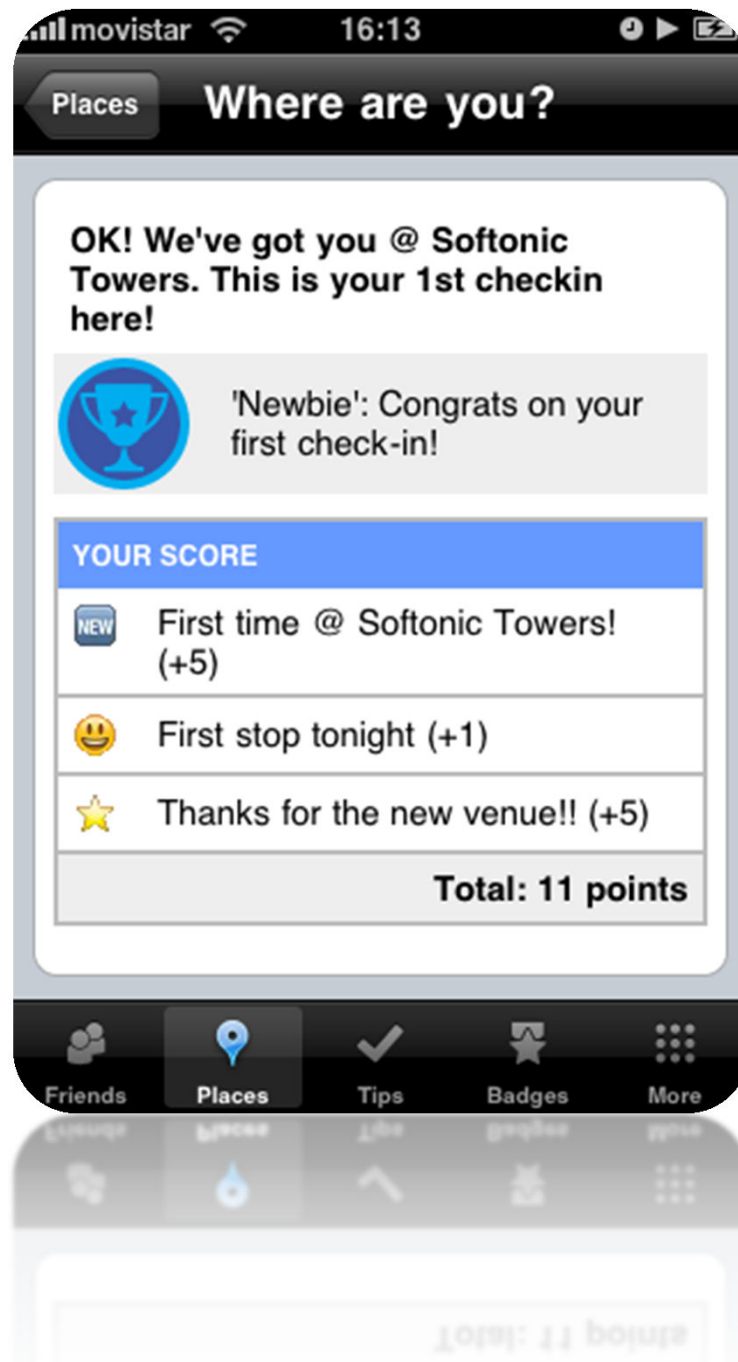 movistar 16:13
Places Where are you?
OK! We've got you @ Softonic
Towers. This is your 1st checkin
here!
'Newbie': Congrats on your
first check-in!
YOUR SCORE
NEW First time @ Softonic Towers!
(+5)
First stop tonight (+1)
Thanks for the new venue!! (+5)
Total: 11 points
Friends Places Tips Badges More